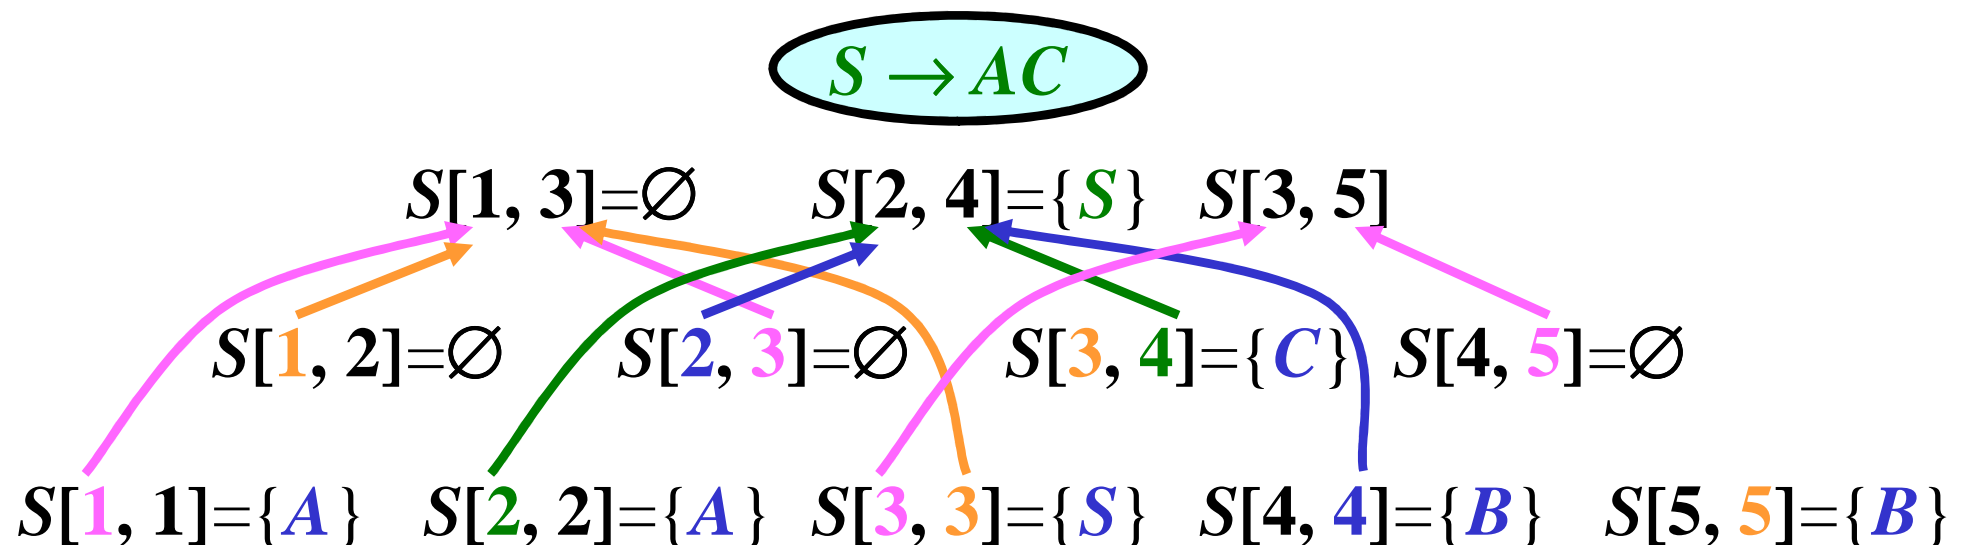 S → AC
S[1, 3]=∅ S[2, 4]={S} S[3, 5]
S[1, 2]=∅ S[2, 3]=∅ S[3, 4]={C} S[4, 5]=∅
S[1, 1]={A} S[2, 2]={A} S[3, 3]={S} S[4, 4]={B} S[5, 5]={B}